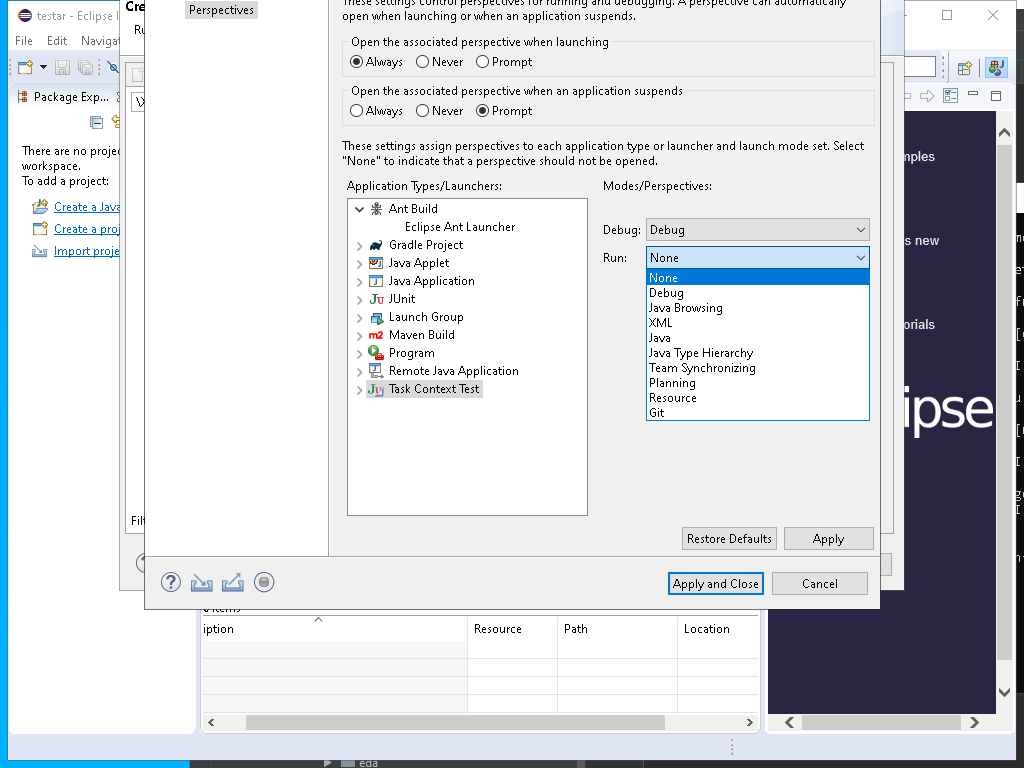 testar - Eclipse I
Cre
Perspectives
These settings control perspectives for running and debugging. A perspective can automatically
open when launching or when an application suspends.
File Edit Navigat
Ru
Open the associated perspective when launching
Always Never Prompt
Open the associated perspective when an application suspends
Always Never Prompt
Package Exp...
These settings assign perspectives to each application type or launcher and launch mode set. Select
"None" to indicate that a perspective should not be opened.
There are no proje
workspace.
To add a project:
Create a Java
Create a proj
Import proje
Application Types/Launchers:
Ant Build
Eclipse Ant Launcher
Gradle Project
Java Applet
Java Application
JUnit
Launch Group
Maven Build
Program
Remote Java Application
Task Context Test
Modes/Perspectives:
Debug: Debug
Run: None
None
Debug
Java Browsing
XML
Java
Java Type Hierarchy
Team Synchronizing
Planning
Resource
Git
mples
s new
orials
ipse
Filt
Restore Defaults Apply
Apply and Close Cancel
items
iption Resource Path Location
eda